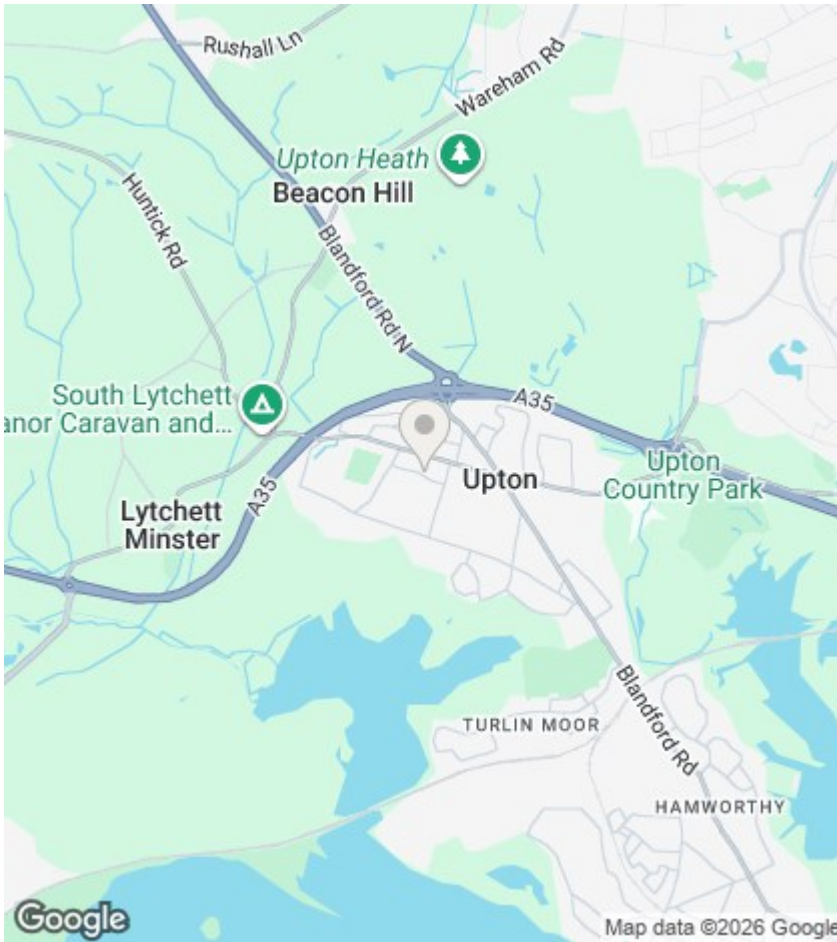 Rushall Ln
Wareham Rd
Upton Heath
Beacon Hill
Huntick Rd
Blandford Rd N
South Lytchett
anor Caravan and...
A35
Upton
Upton
Country Park
Lytchett
Minster
A35
Blandford Rd
TURLIN MOOR
HAMWORTHY
Google
Map data ©2026 Google